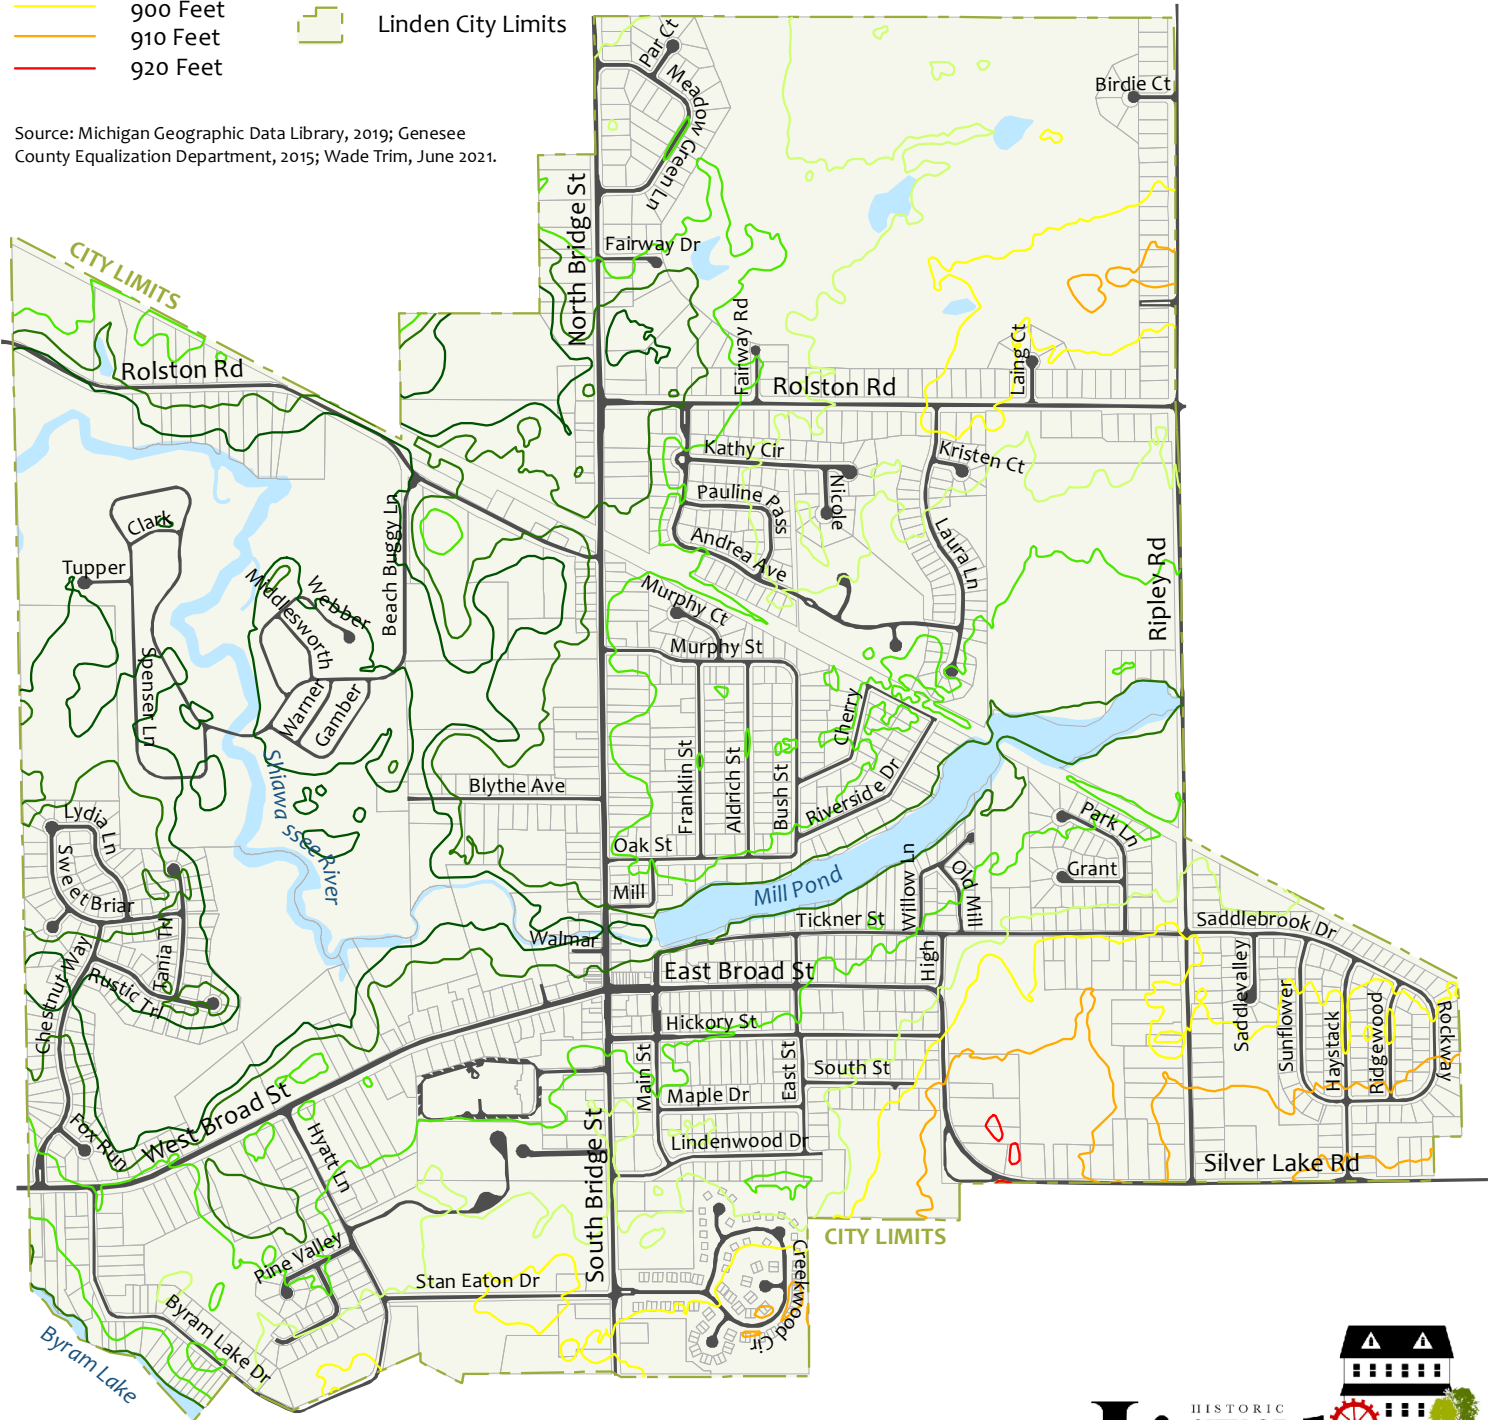 900 Feet
910 Feet
920 Feet
Linden City Limits
Source: Michigan Geographic Data Library, 2019; Genesee
County Equalization Department, 2015; Wade Trim, June 2021.
Par Ct
Meadow Green Ln
Birdie Ct
North Bridge St
Fairway Dr
CITY LIMITS
Fairway Rd
Laing Ct
Rolston Rd
Rolston Rd
Kathy Cir
Kristen Ct
Nicole
Pauline Pass
Andrea Ave
Laura Ln
Clark
Beach Buggy Ln
Tupper
Middlesworth
Webber
Murphy Ct
Murphy St
Ripley Rd
Spenser Ln
Warner
Gamber
Cherry
Shiawassee River
Franklin St
Aldrich St
Bush St
Riverside Dr
Blythe Ave
Lydia Ln
Sweet Briar
Oak St
Mill
Mill Pond
Willow Ln
Old Mill
Park Ln
Grant
Tickner St
Saddlebrook Dr
Walmar
Tania Trl
Chestnut Way
Rustic Trl
East Broad St
High
Saddlevalley
Sunflower
Haystack
Ridgewood
Rockway
Hickory St
Main St
East St
South St
Maple Dr
Lindenwood Dr
West Broad St
Fox Run
Hyatt Ln
South Bridge St
Silver Lake Rd
CITY LIMITS
Pine Valley
Stan Eaton Dr
Creekwood Cir
Byram Lake Dr
Byram Lake
HISTORIC